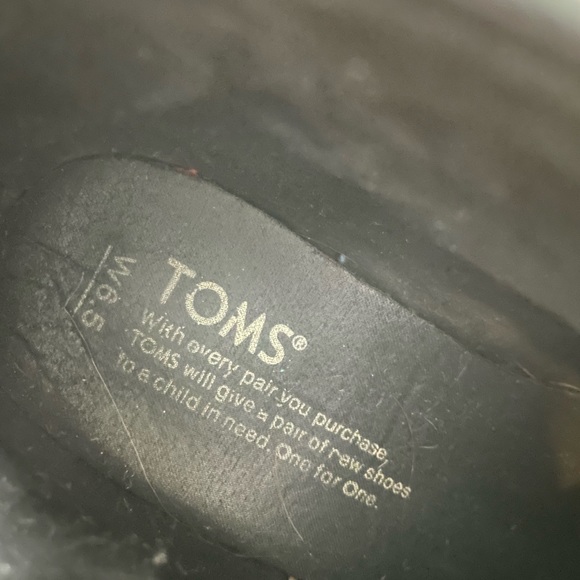 TOMS®
With every pair you purchase,
TOMS will give a pair of new shoes
to a child in need. One for One.
W6.5